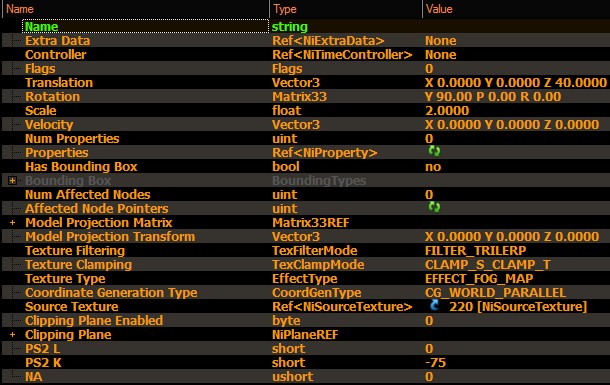 Name Type Value
Name string
Extra Data Ref<NiExtraData> None
Controller Ref<NiTimeController> None
Flags Flags 0
Translation Vector3 X 0.0000 Y 0.0000 Z 40.0000
Rotation Matrix33 Y 90.00 P 0.00 R 0.00
Scale float 2.0000
Velocity Vector3 X 0.0000 Y 0.0000 Z 0.0000
Num Properties uint 0
Properties Ref<NiProperty>
Has Bounding Box bool no
Bounding Box BoundingTypes
Num Affected Nodes uint 0
Affected Node Pointers uint
Model Projection Matrix Matrix33REF
Model Projection Transform Vector3 X 0.0000 Y 0.0000 Z 0.0000
Texture Filtering TexFilterMode FILTER_TRILERP
Texture Clamping TexClampMode CLAMP_S_CLAMP_T
Texture Type EffectType EFFECT_FOG_MAP
Coordinate Generation Type CoordGenType CG_WORLD_PARALLEL
Source Texture Ref<NiSourceTexture> 220 [NiSourceTexture]
Clipping Plane Enabled byte 0
Clipping Plane NiPlaneREF
PS2 L short 0
PS2 K short -75
NA ushort 0